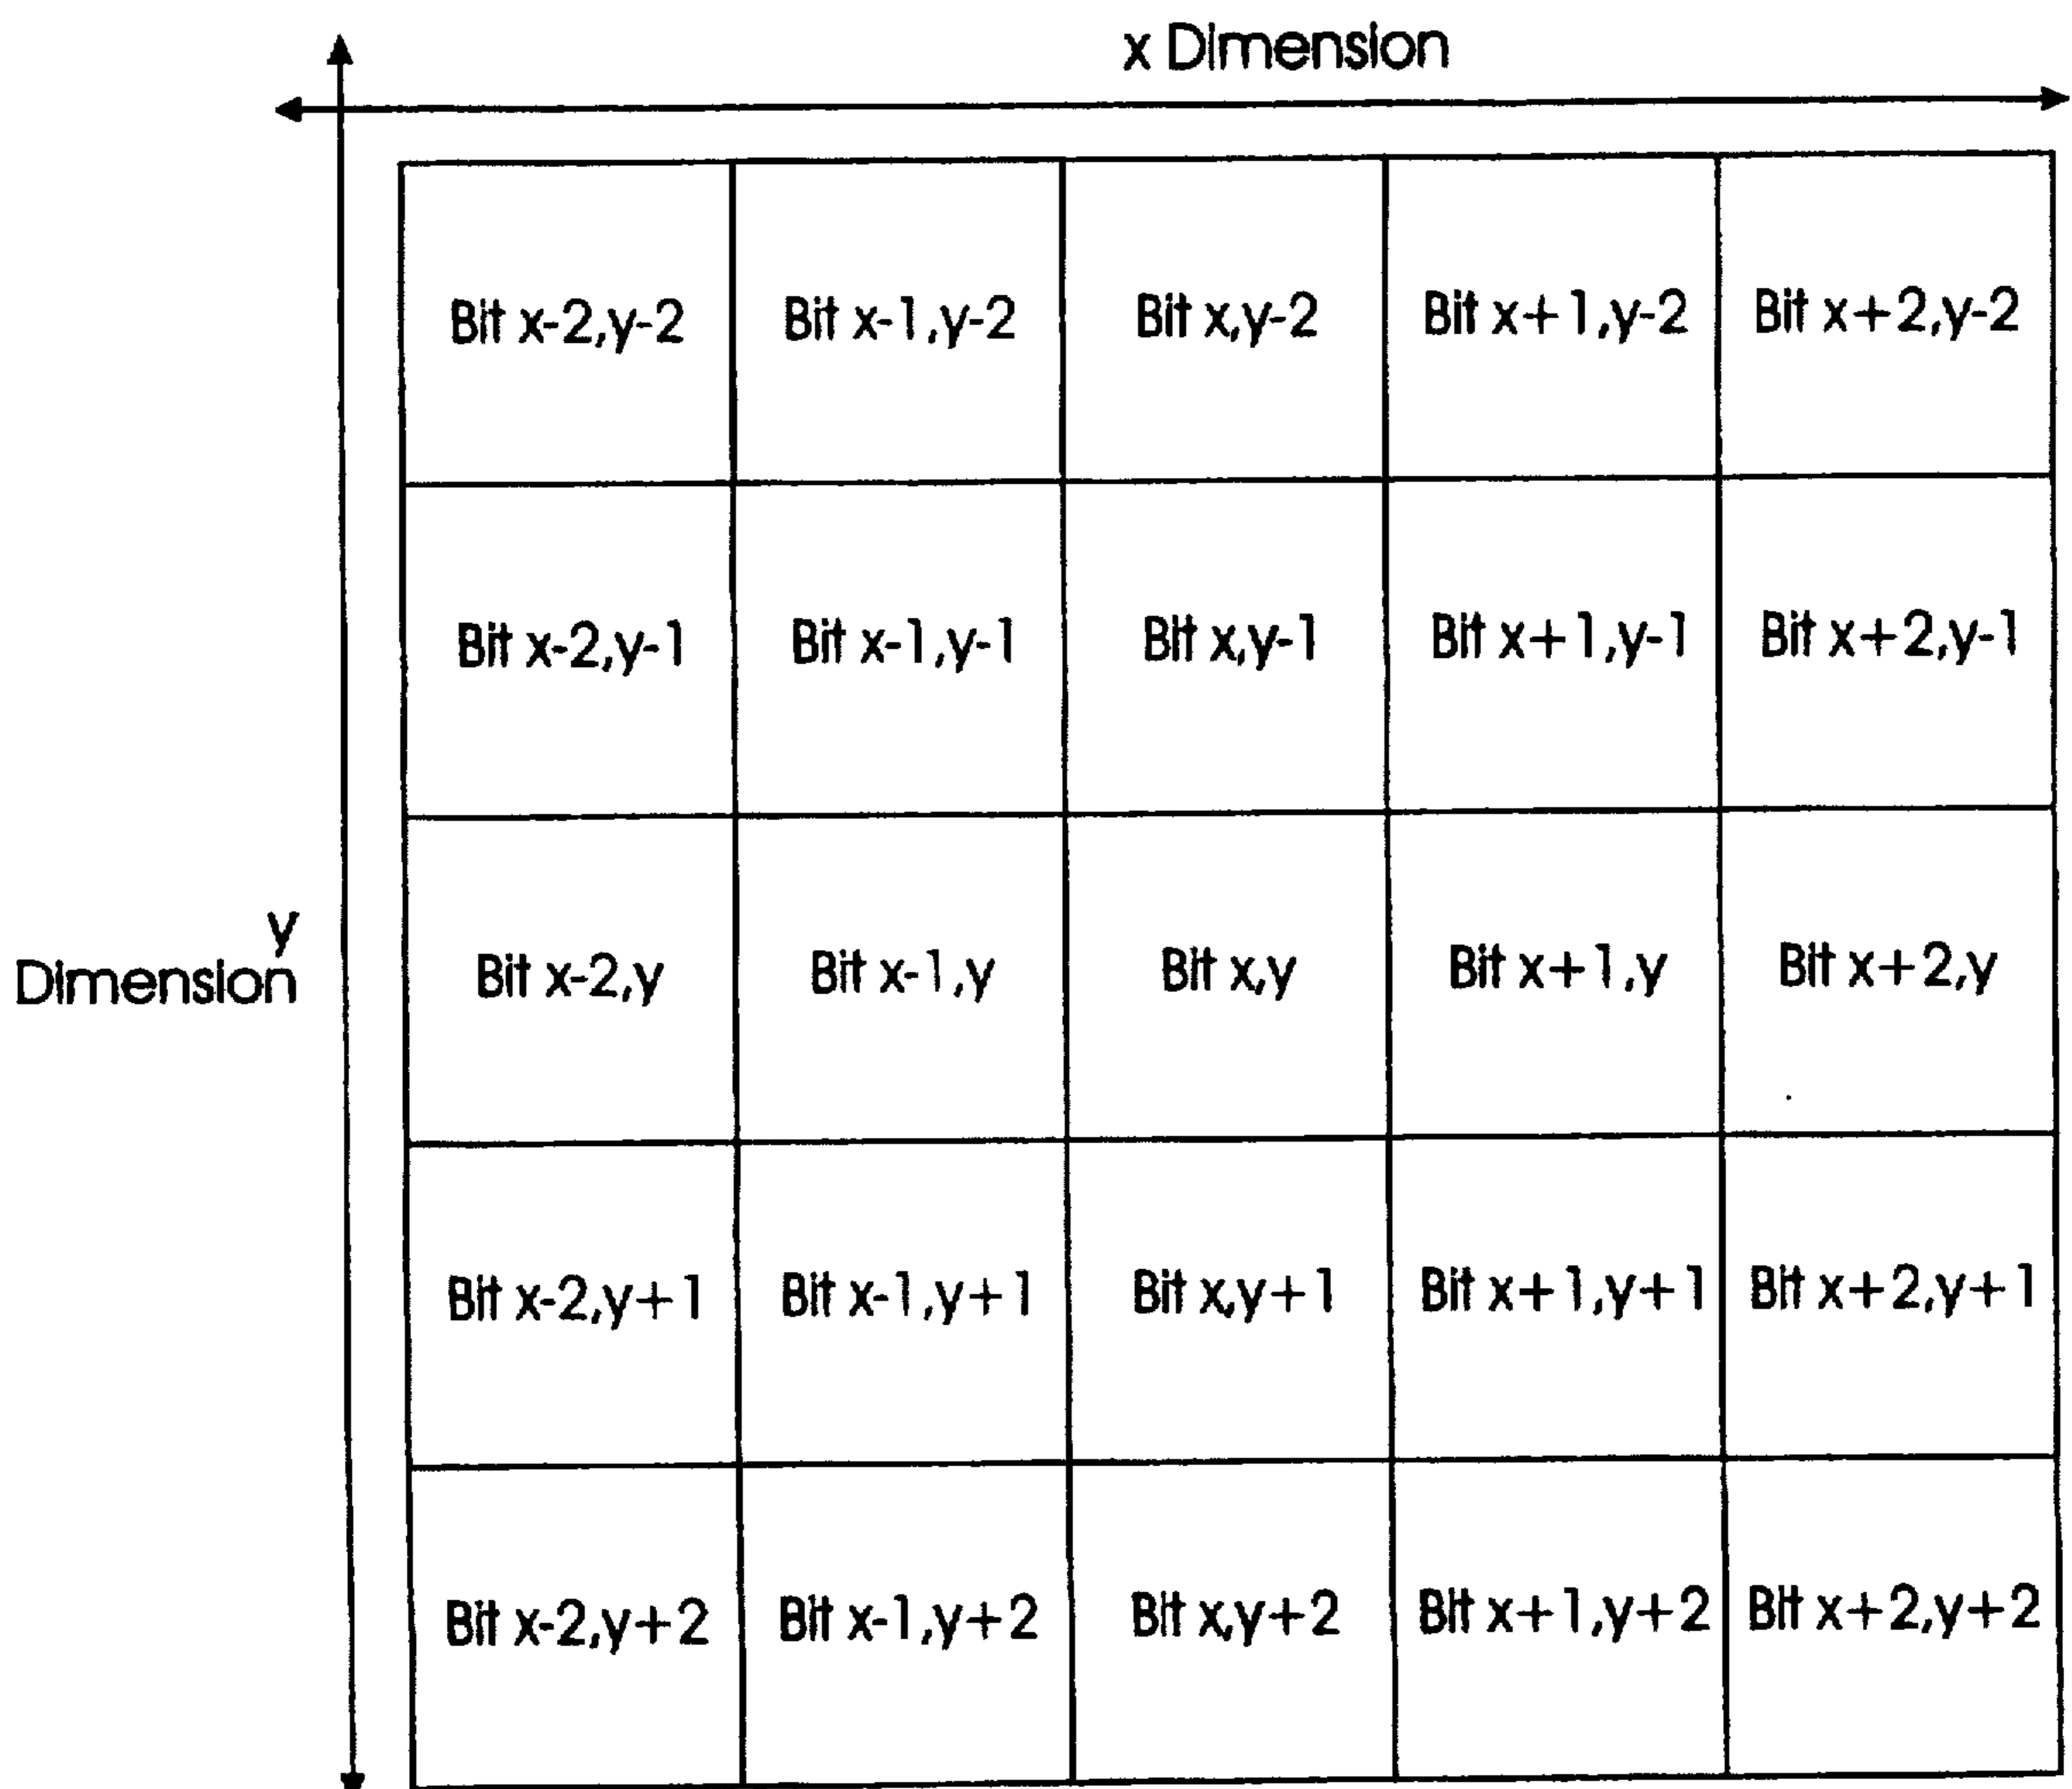 x Dimension
Bit x-2,y-2 Bit x-1,y-2 Bit x,y-2 Bit x+1,y-2 Bit x+2,y-2
Bit x-2,y-1 Bit x-1,y-1 Bit x,y-1 Bit x+1,y-1 Bit x+2,y-1
y
Dimension
Bit x-2,y Bit x-1,y Bit x,y Bit x+1,y Bit x+2,y
Bit x-2,y+1 Bit x-1,y+1 Bit x,y+1 Bit x+1,y+1 Bit x+2,y+1
Bit x-2,y+2 Bit x-1,y+2 Bit x,y+2 Bit x+1,y+2 Bit x+2,y+2